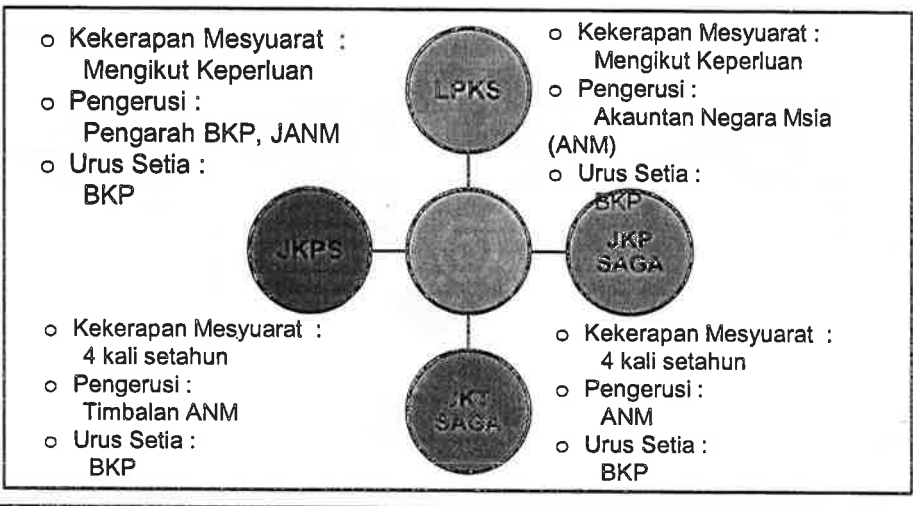 o Kekerapan Mesyuarat :
Mengikut Keperluan
o Pengerusi :
Pengarah BKP, JANM
o Urus Setia :
BKP
LPKS
o Kekerapan Mesyuarat :
Mengikut Keperluan
o Pengerusi :
Akauntan Negara Msia
(ANM)
o Urus Setia :
BKP
JKPS
JKP
SAGA
o Kekerapan Mesyuarat :
4 kali setahun
o Pengerusi :
Timbalan ANM
o Urus Setia :
BKP
JKT
SAGA
o Kekerapan Mesyuarat :
4 kali setahun
o Pengerusi :
ANM
o Urus Setia :
BKP